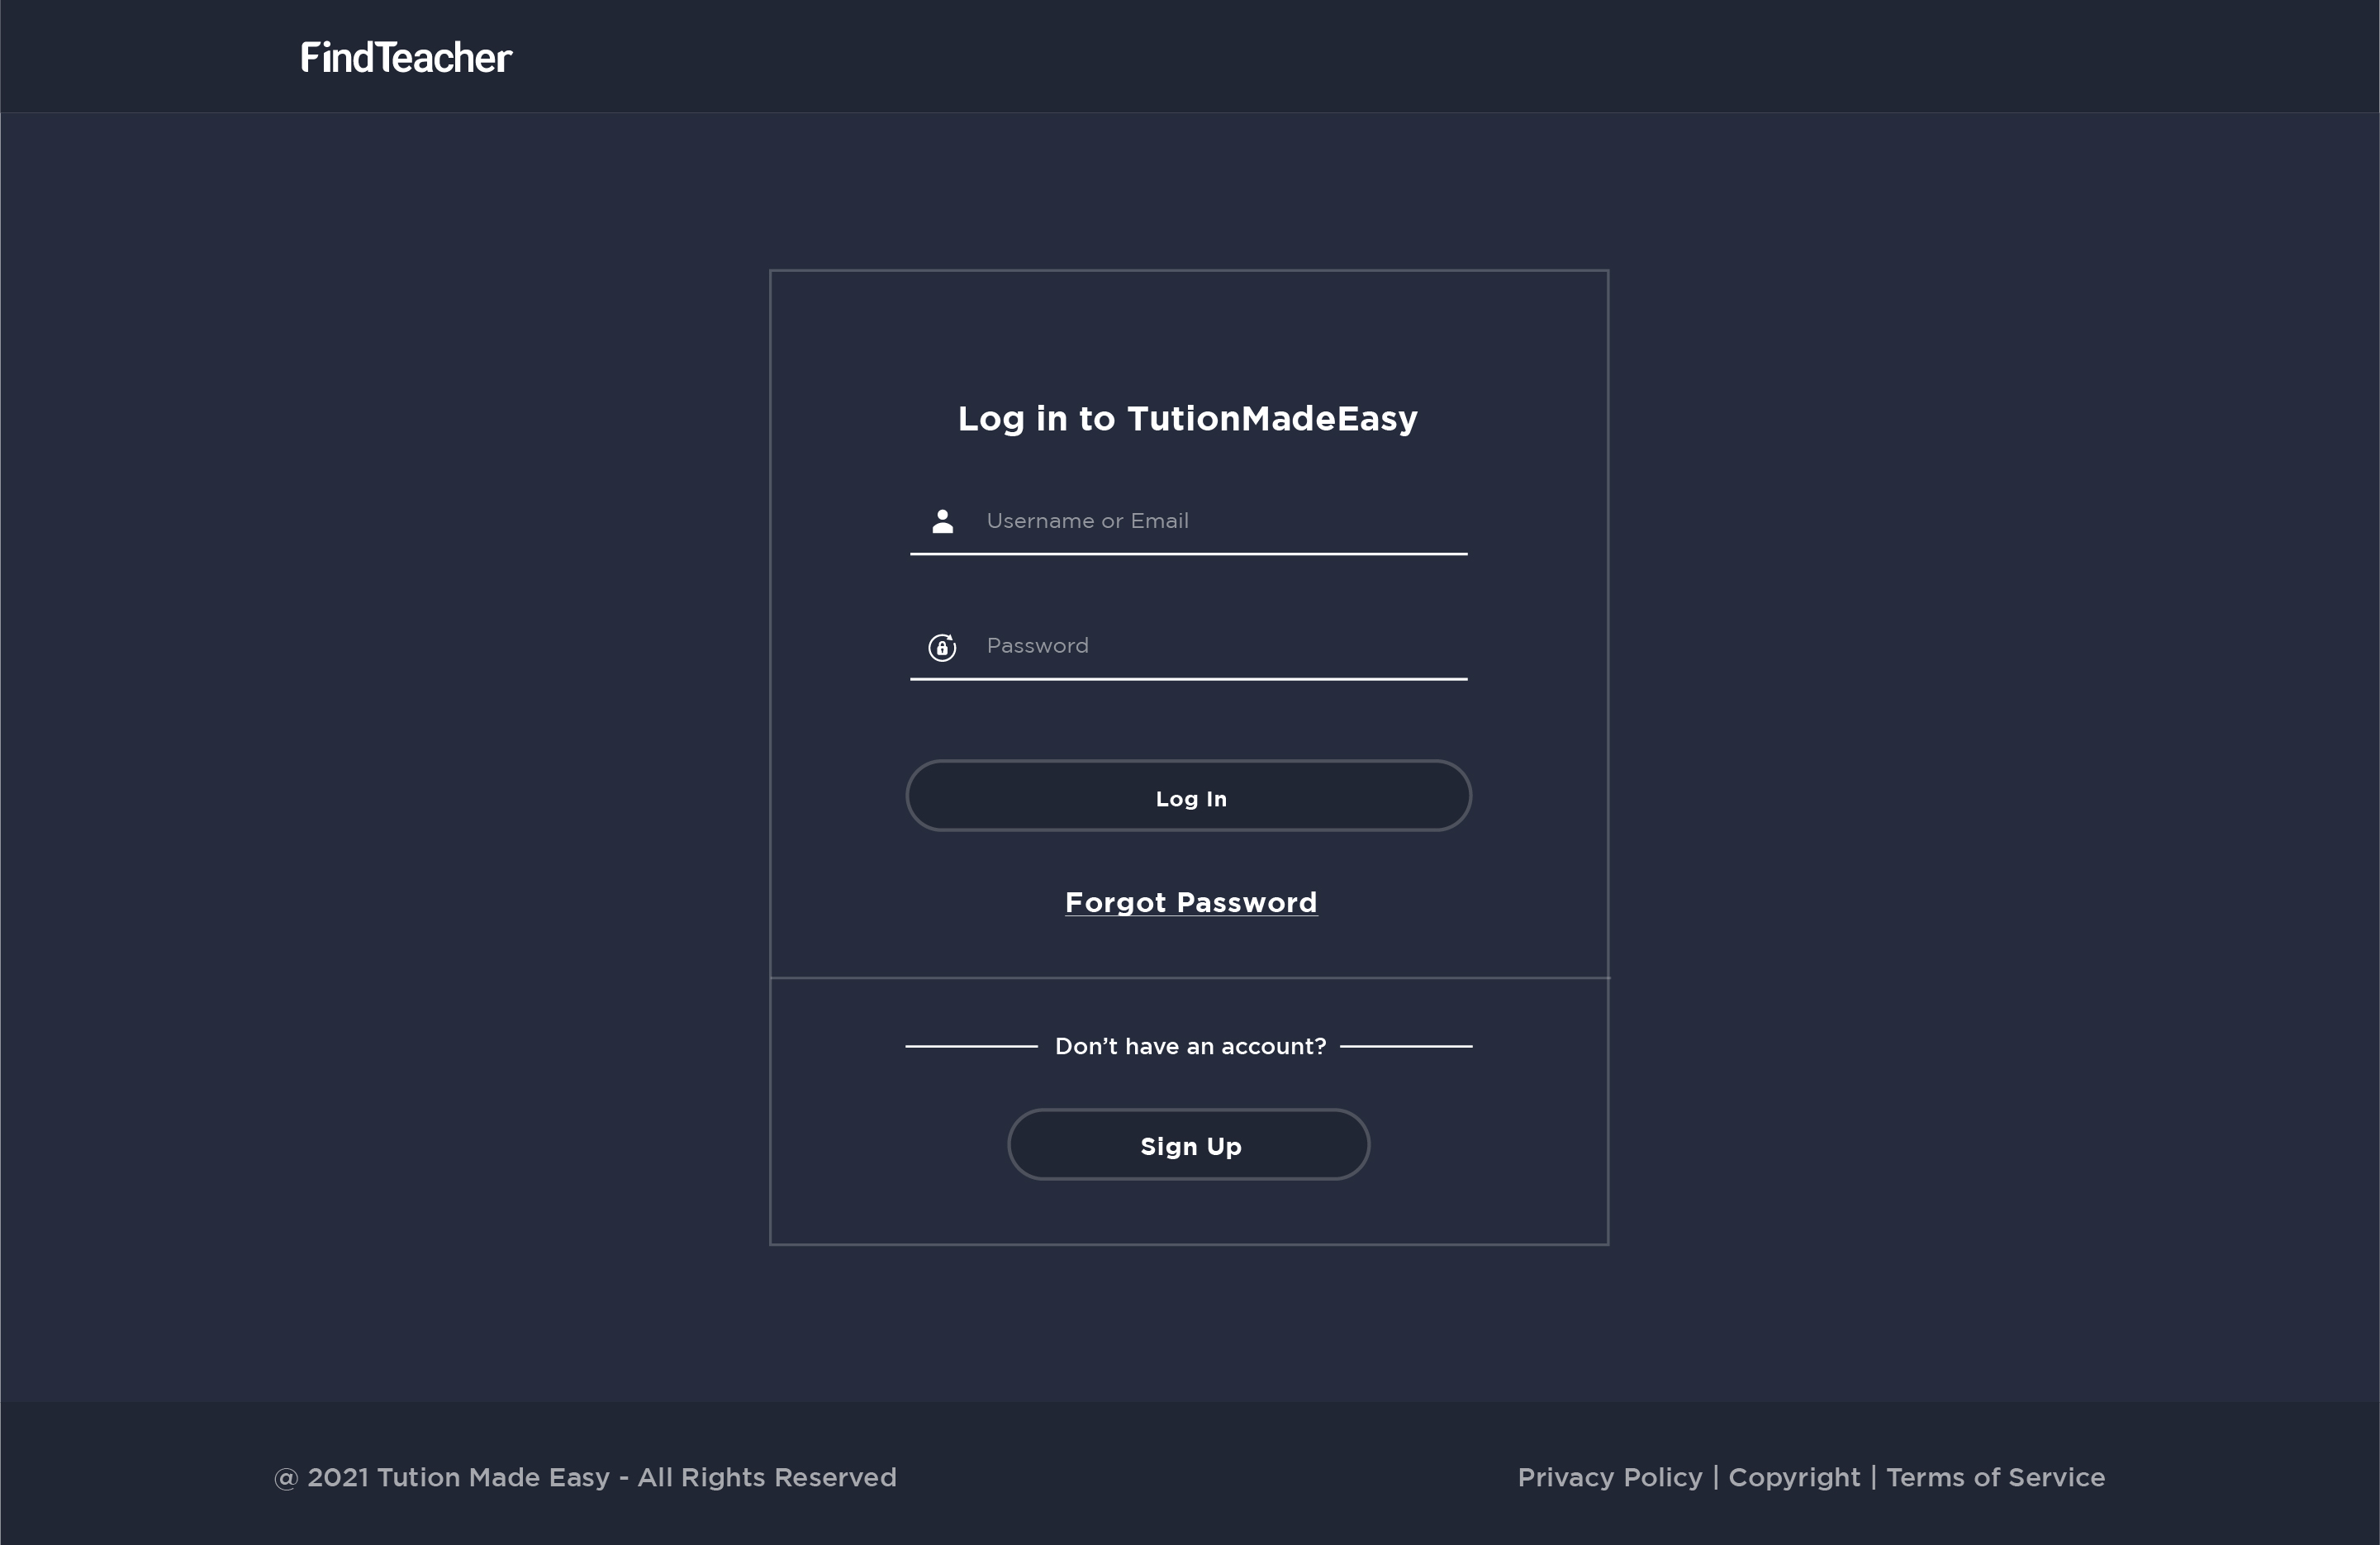 FindTeacher
Log in to TutionMadeEasy
Username or Email
Password
Log In
Forgot Password
Don’t have an account?
Sign Up
@ 2021 Tution Made Easy - All Rights Reserved
Privacy Policy | Copyright | Terms of Service